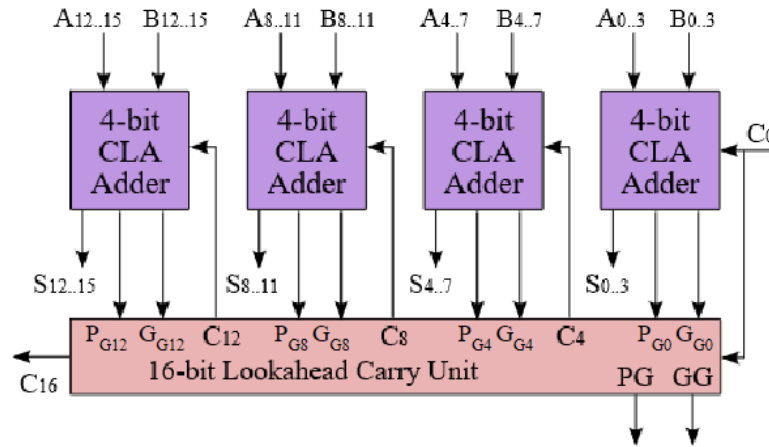 A12..15 B12..15 A8..11 B8..11 A4..7 B4..7 A0..3 B0..3
4-bit CLA Adder
4-bit CLA Adder
4-bit CLA Adder
4-bit CLA Adder
C0
S12..15 S8..11 S4..7 S0..3
PG12 GG12 C12 PG8 GG8 C8 PG4 GG4 C4 PG0 GG0
16-bit Lookahead Carry Unit
PG GG
C16